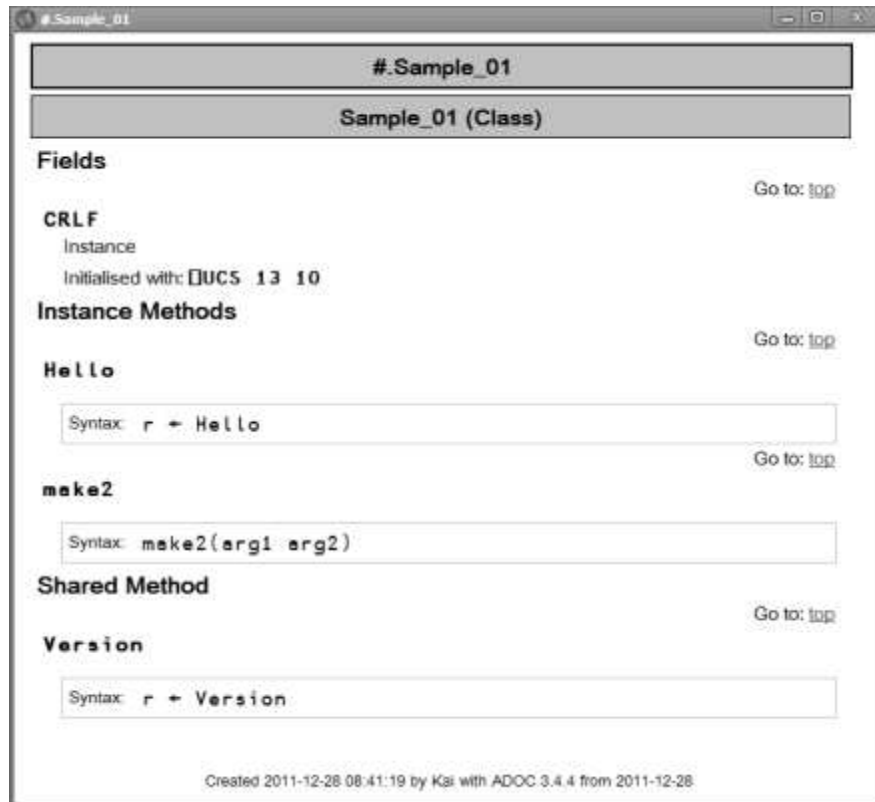 #.Sample_01
#.Sample_01
Sample_01 (Class)
Fields
Go to: top
CRLF
Instance
Initialised with: ⎕UCS 13 10
Instance Methods
Go to: top
Hello
Syntax: r ← Hello
Go to: top
make2
Syntax: make2(arg1 arg2)
Shared Method
Go to: top
Version
Syntax: r ← Version
Created 2011-12-28 08:41:19 by Kai with ADOC 3.4.4 from 2011-12-28